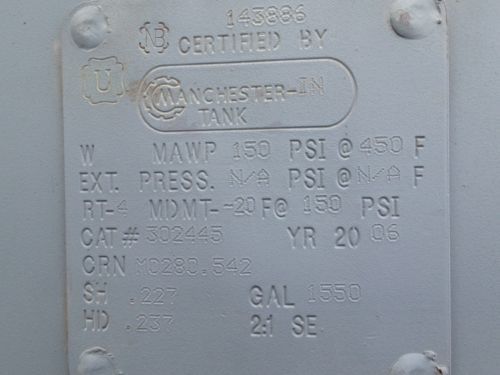 143886
NB CERTIFIED BY
U
MANCHESTER-IN
TANK
W MAWP 150 PSI @ 450 F
EXT. PRESS. N/A PSI @ N/A F
RT-4 MDMT--20 F@ 150 PSI
CAT# 302445 YR 20 06
CRN M0280.542
SH .227 GAL 1550
HD .237 2:1 SE